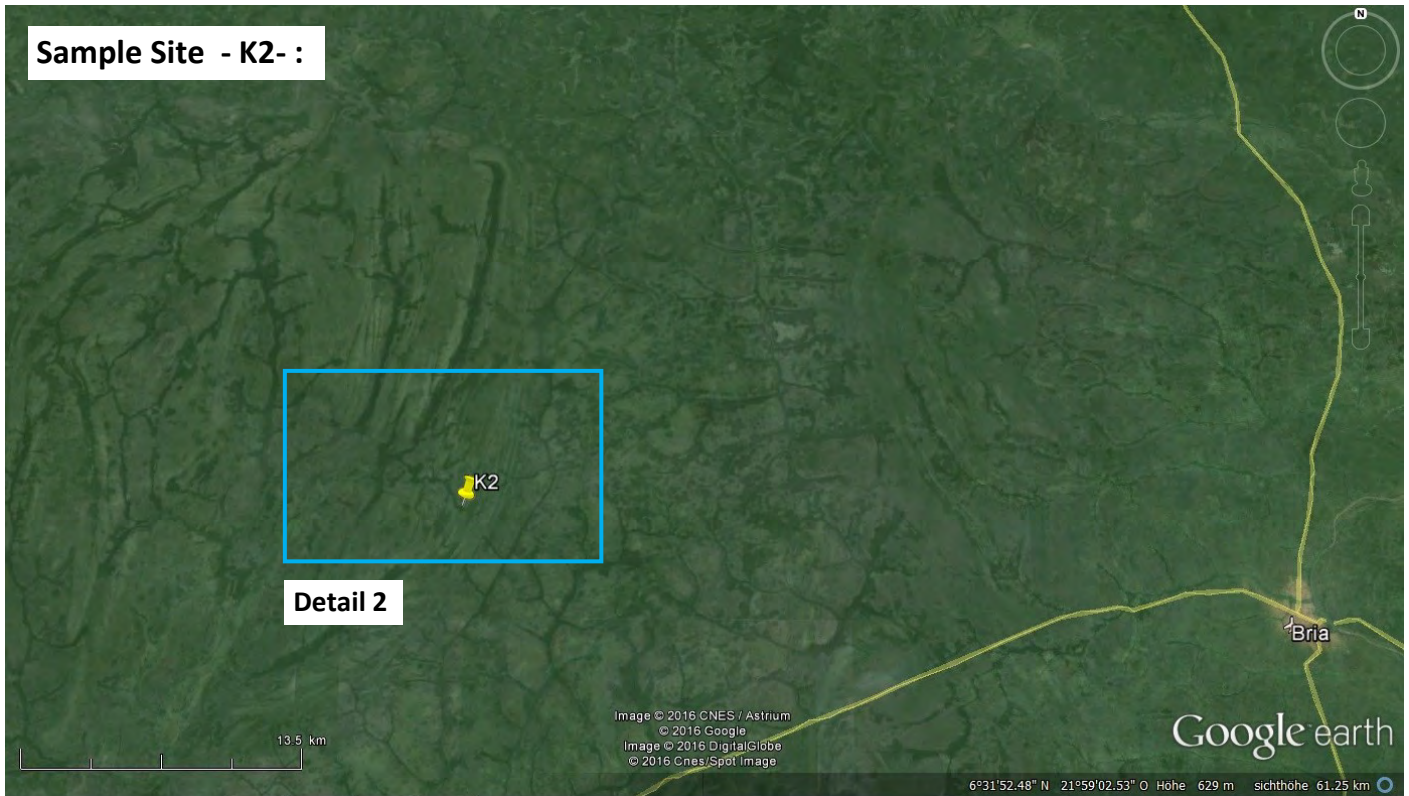 Sample Site - K2- :
N
K2
Detail 2
Bria
Image © 2016 CNES / Astrium
© 2016 Google
Image © 2016 DigitalGlobe
© 2016 Cnes/Spot Image
13.5 km
Google earth
6°31'52.48" N 21°59'02.53" O Höhe 629 m sichthöhe 61.25 km